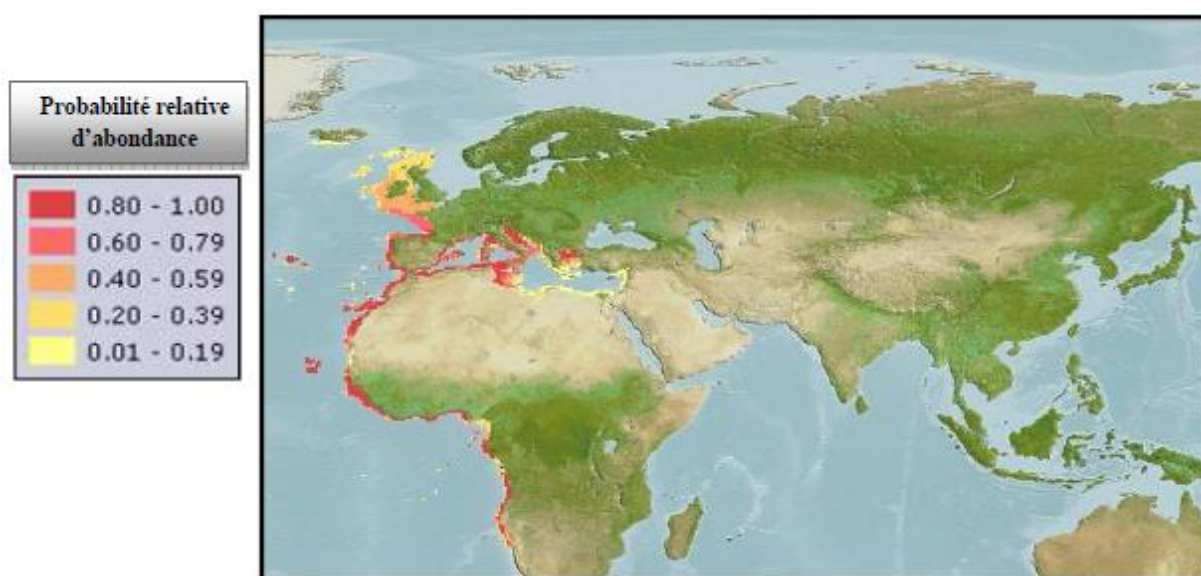 Probabilité relative
d'abondance
0.80 - 1.00
0.60 - 0.79
0.40 - 0.59
0.20 - 0.39
0.01 - 0.19